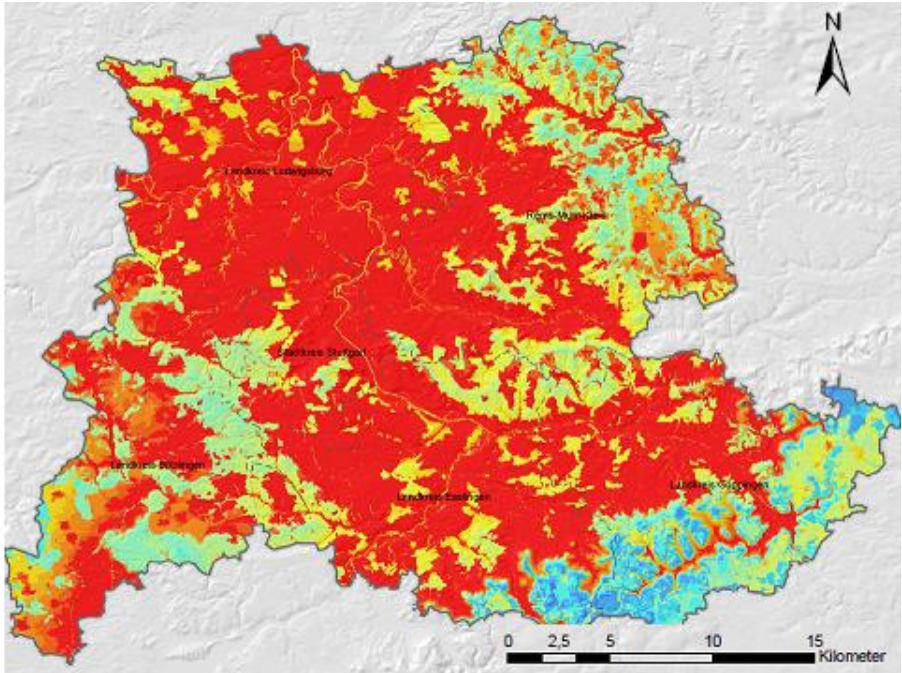 N
Landkreis Ludwigsburg
Rems-Murr-Kreis
Stadtkreis Stuttgart
Landkreis Böblingen
Landkreis Esslingen
Landkreis Göppingen
0 2,5 5 10 15
Kilometer